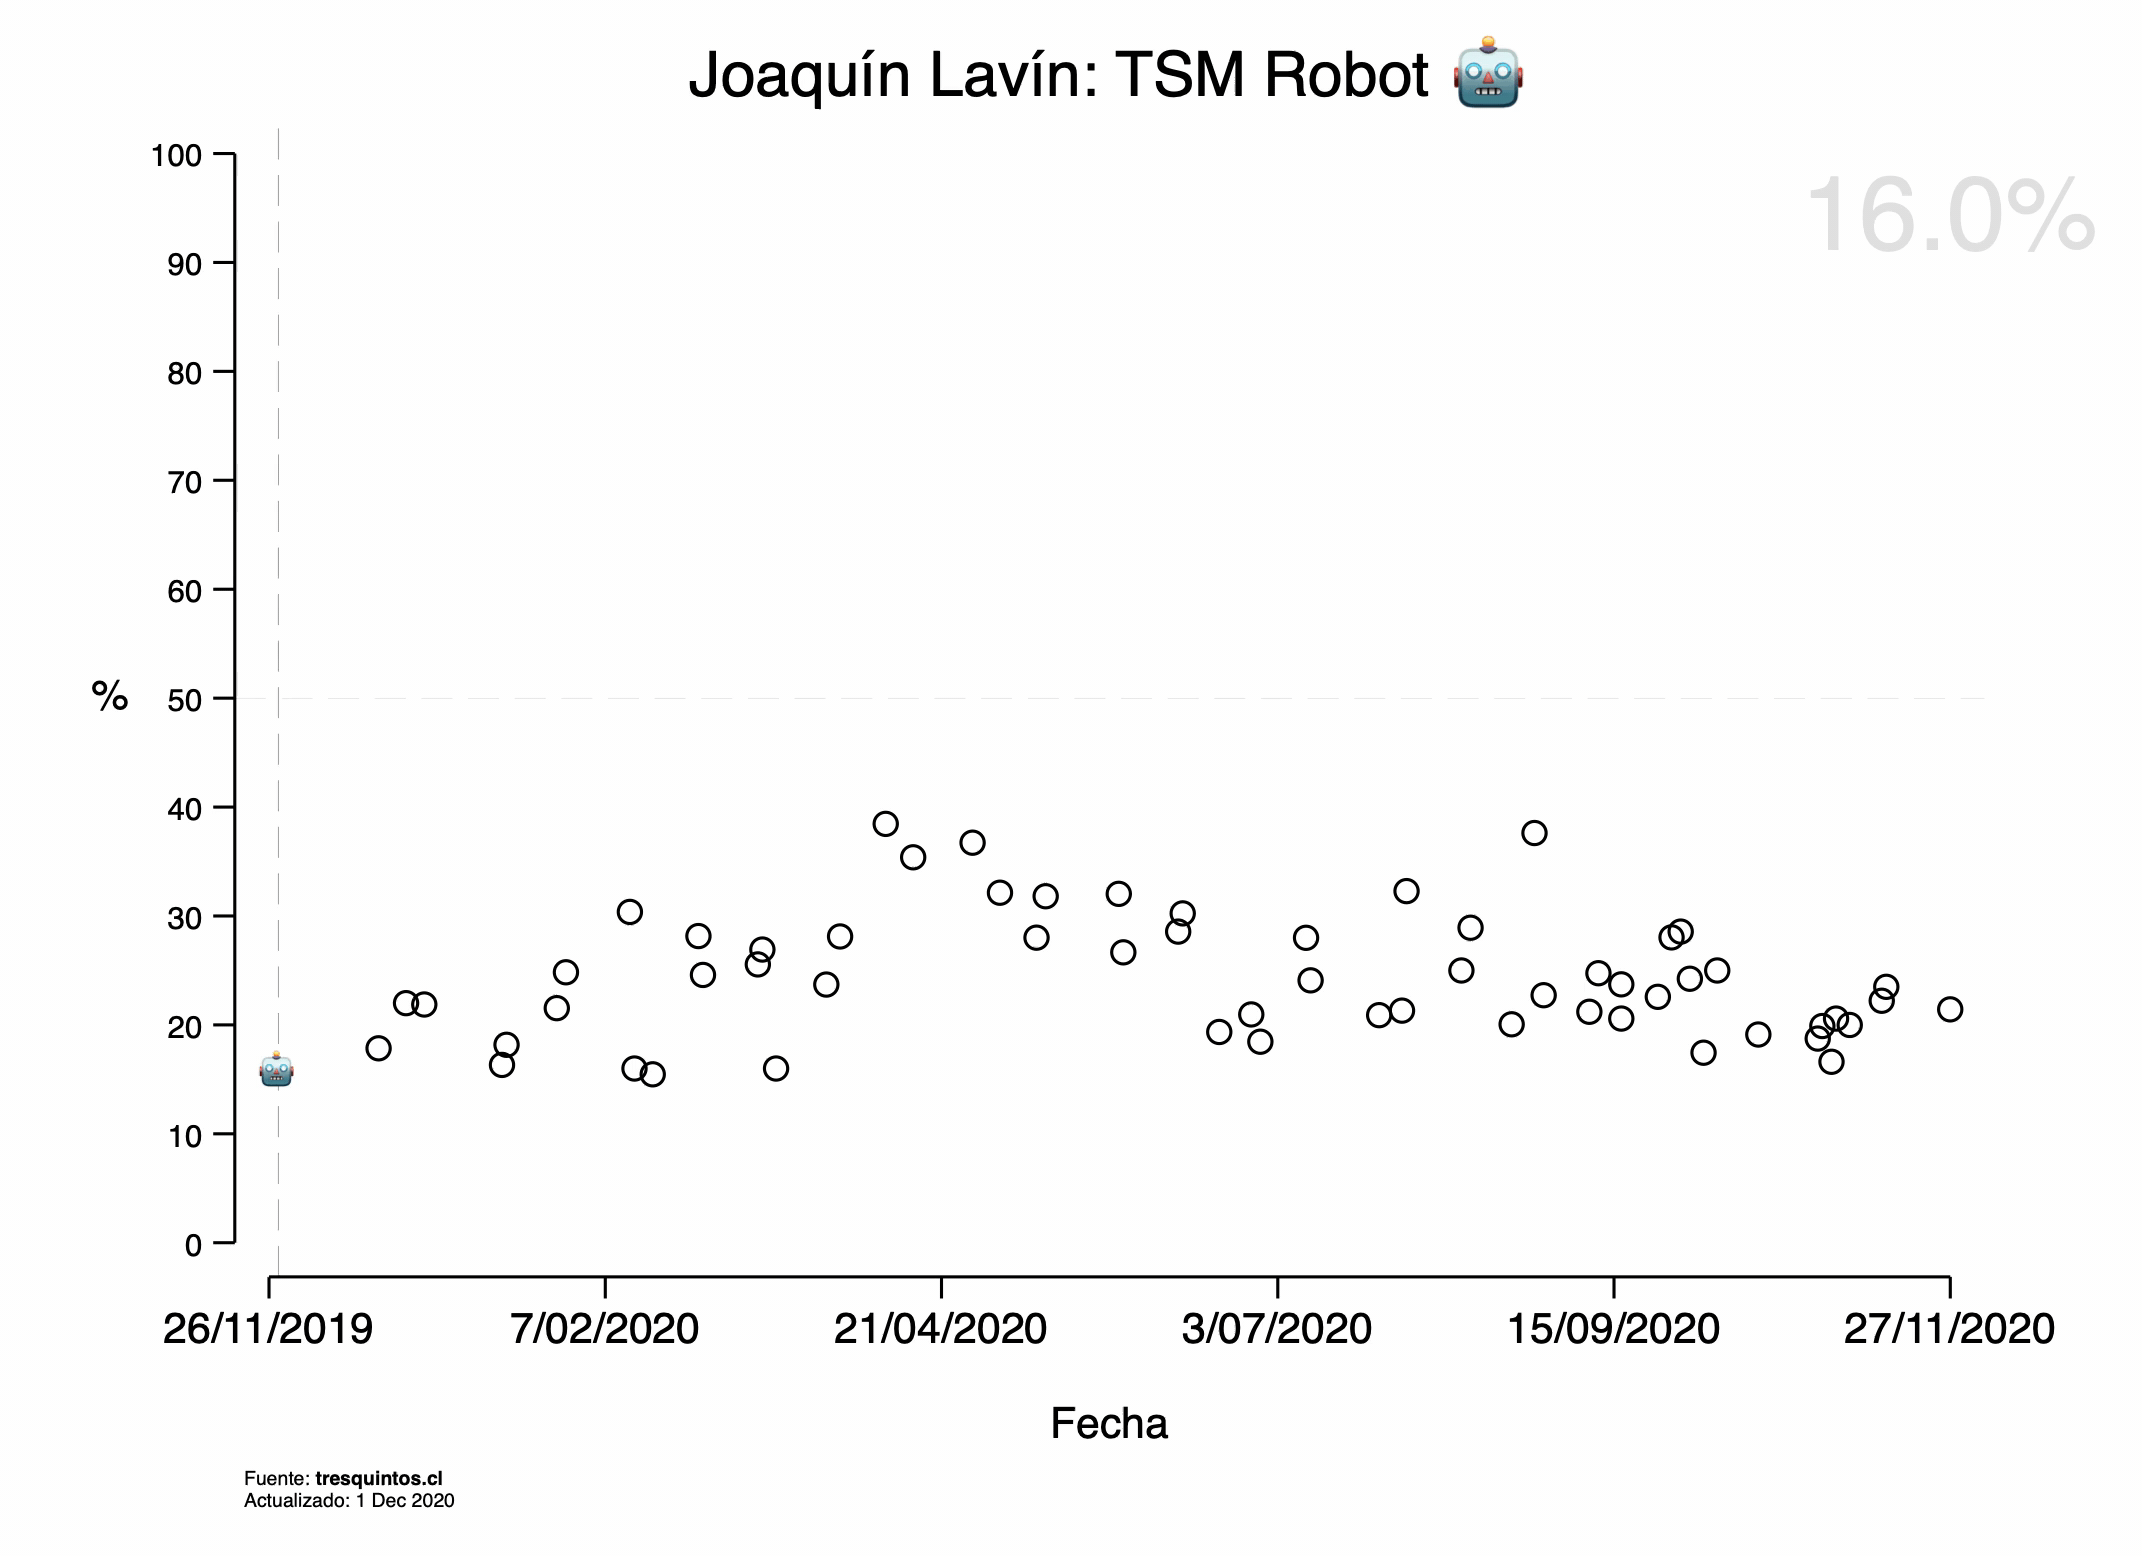 Joaquín Lavín: TSM Robot 🤖
16.0%
100
90
80
70
60
50
40
30
20
10
0
%
26/11/2019 7/02/2020 21/04/2020 3/07/2020 15/09/2020 27/11/2020
Fecha
Fuente: tresquintos.cl
Actualizado: 1 Dec 2020